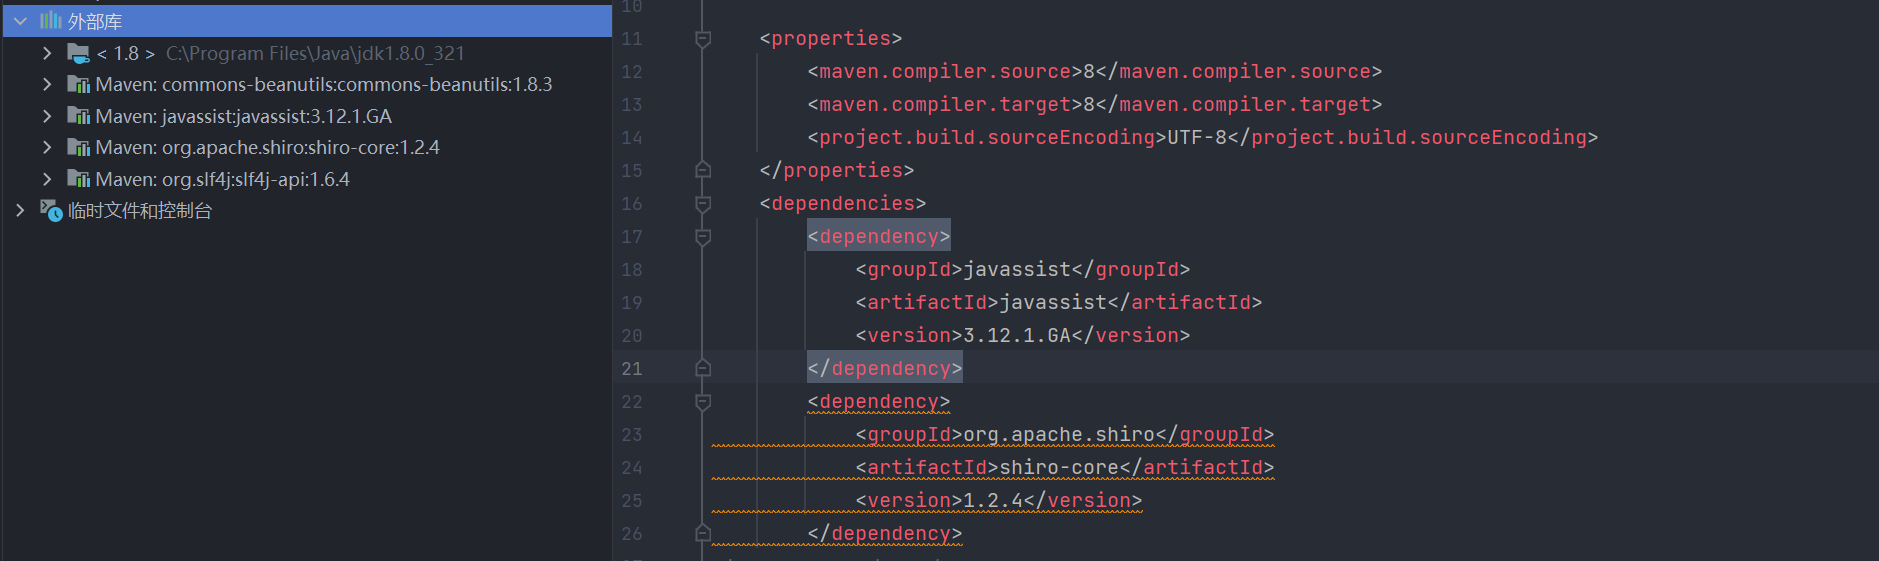 外部库
< 1.8 > C:\Program Files\Java\jdk1.8.0_321
Maven: commons-beanutils:commons-beanutils:1.8.3
Maven: javassist:javassist:3.12.1.GA
Maven: org.apache.shiro:shiro-core:1.2.4
Maven: org.slf4j:slf4j-api:1.6.4
临时文件和控制台
10
11 <properties>
12 <maven.compiler.source>8</maven.compiler.source>
13 <maven.compiler.target>8</maven.compiler.target>
14 <project.build.sourceEncoding>UTF-8</project.build.sourceEncoding>
15 </properties>
16 <dependencies>
17 <dependency>
18 <groupId>javassist</groupId>
19 <artifactId>javassist</artifactId>
20 <version>3.12.1.GA</version>
21 </dependency>
22 <dependency>
23 <groupId>org.apache.shiro</groupId>
24 <artifactId>shiro-core</artifactId>
25 <version>1.2.4</version>
26 </dependency>